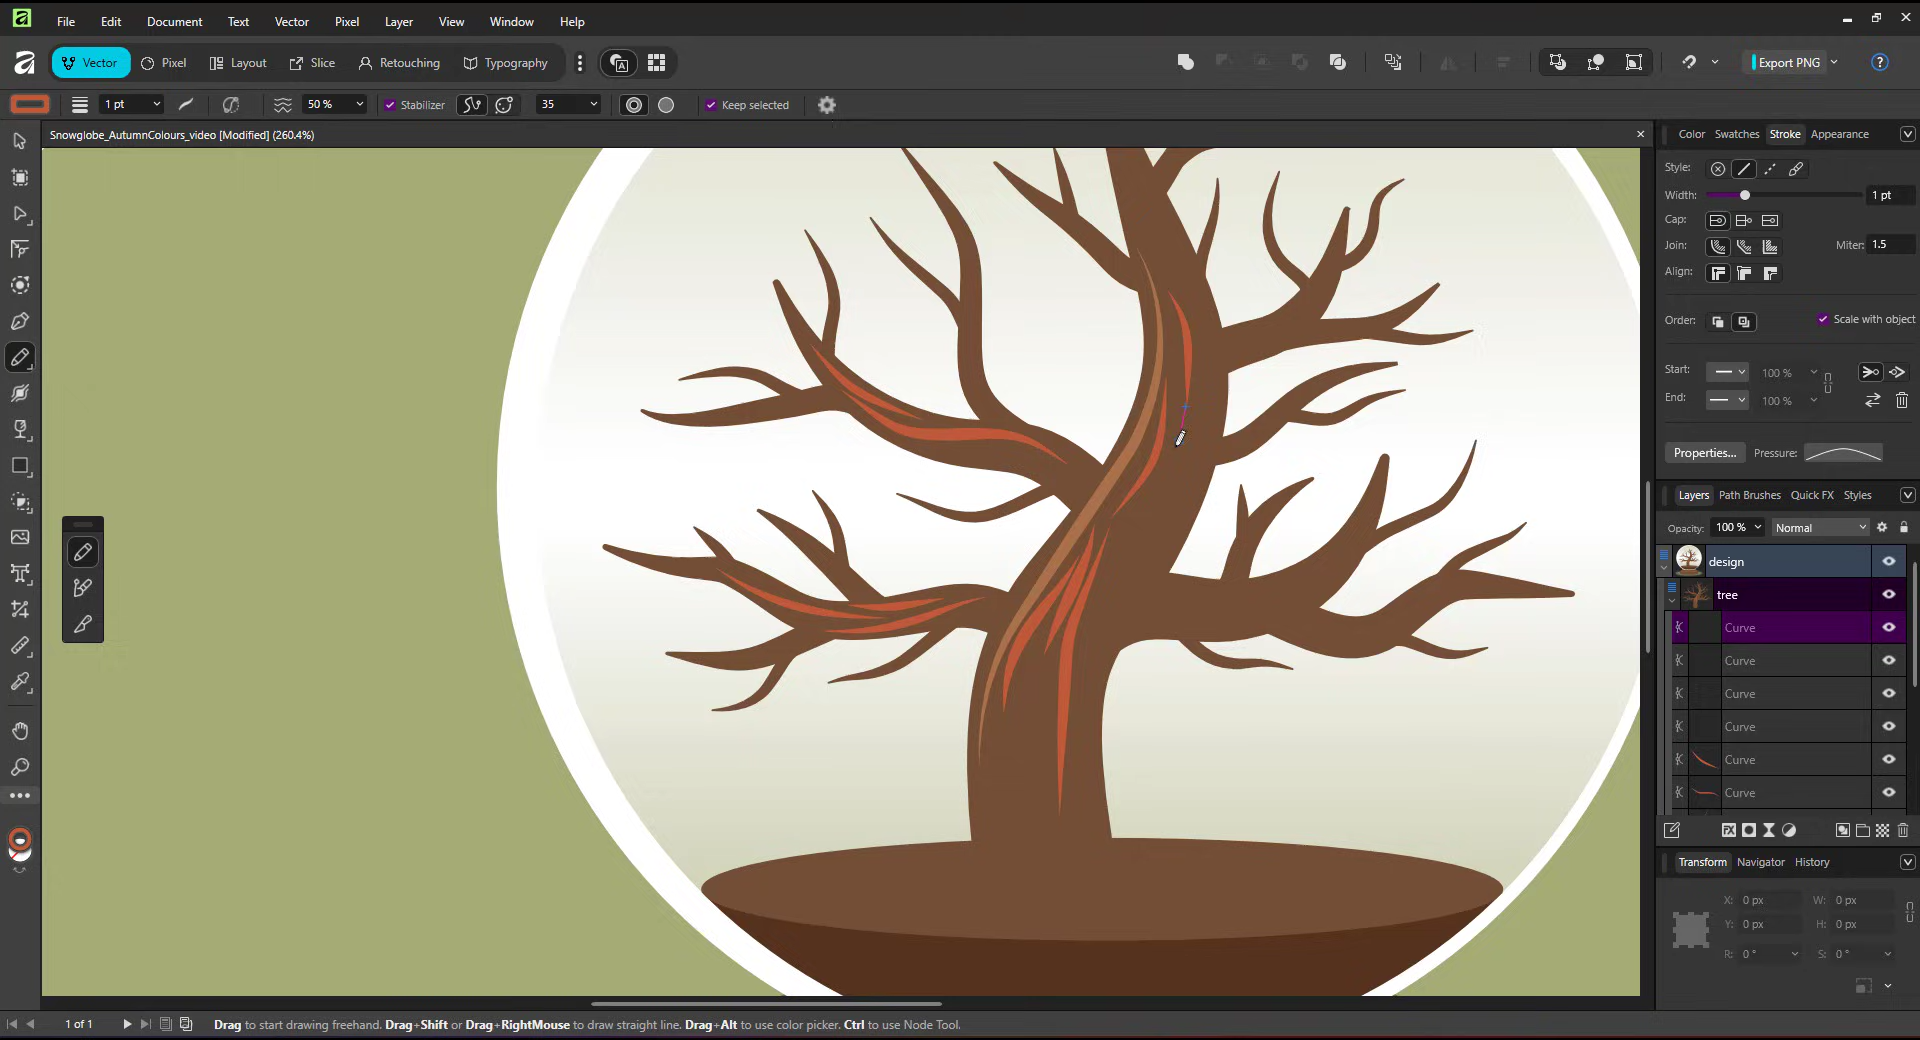 File Edit Document Text Vector Pixel Layer View Window Help
Vector Pixel Layout Slice Retouching Typography Export PNG
1 pt 50 % Stabilizer 35 Keep selected
Snowglobe_AutumnColours_video [Modified] (260.4%)
Color Swatches Stroke Appearance
Style:
Width: 1 pt
Cap:
Join: Miter: 1.5
Align:
Order: Scale with object
Start: 100 %
End: 100 %
Properties... Pressure:
Layers Path Brushes Quick FX Styles
Opacity: 100 % Normal
design
tree
Curve
Curve
Curve
Curve
Curve
Curve
Transform Navigator History
X: 0 px W: 0 px
Y: 0 px H: 0 px
R: 0 ° S: 0 °
1 of 1 Drag to start drawing freehand. Drag+Shift or Drag+RightMouse to draw straight line. Drag+Alt to use color picker. Ctrl to use Node Tool.